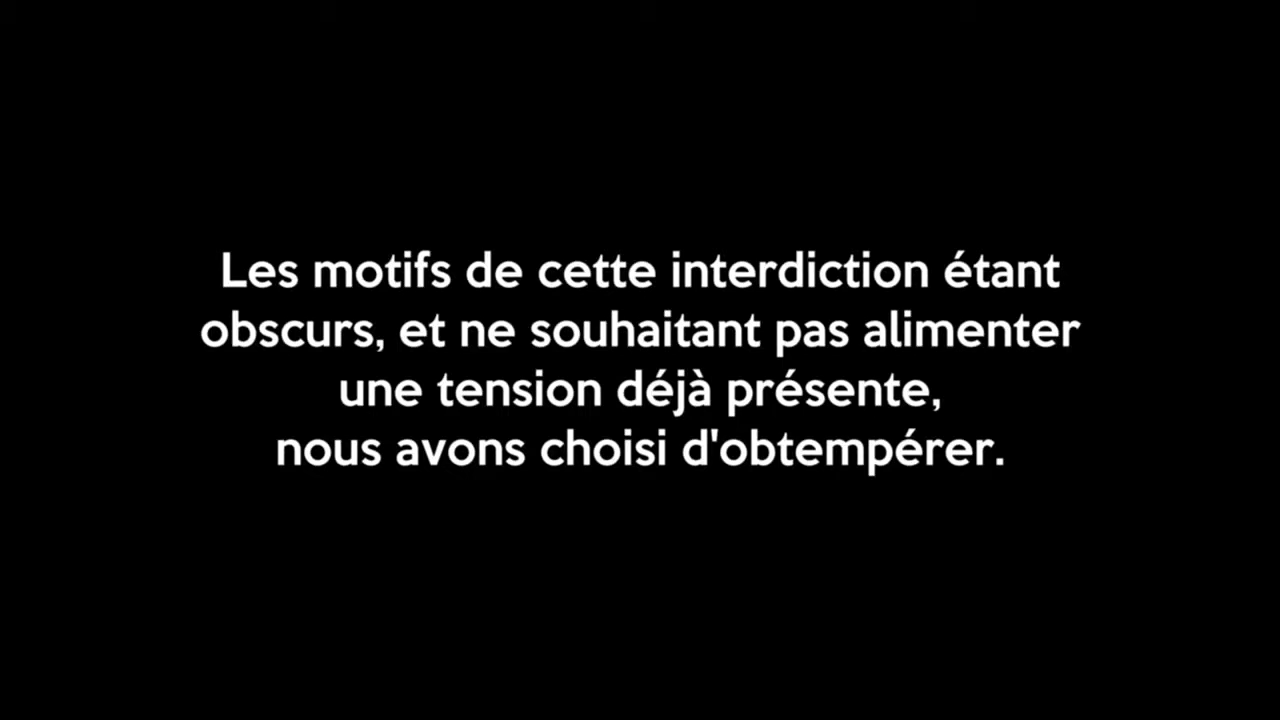 Les motifs de cette interdiction étant
obscurs, et ne souhaitant pas alimenter
une tension déjà présente,
nous avons choisi d'obtempérer.